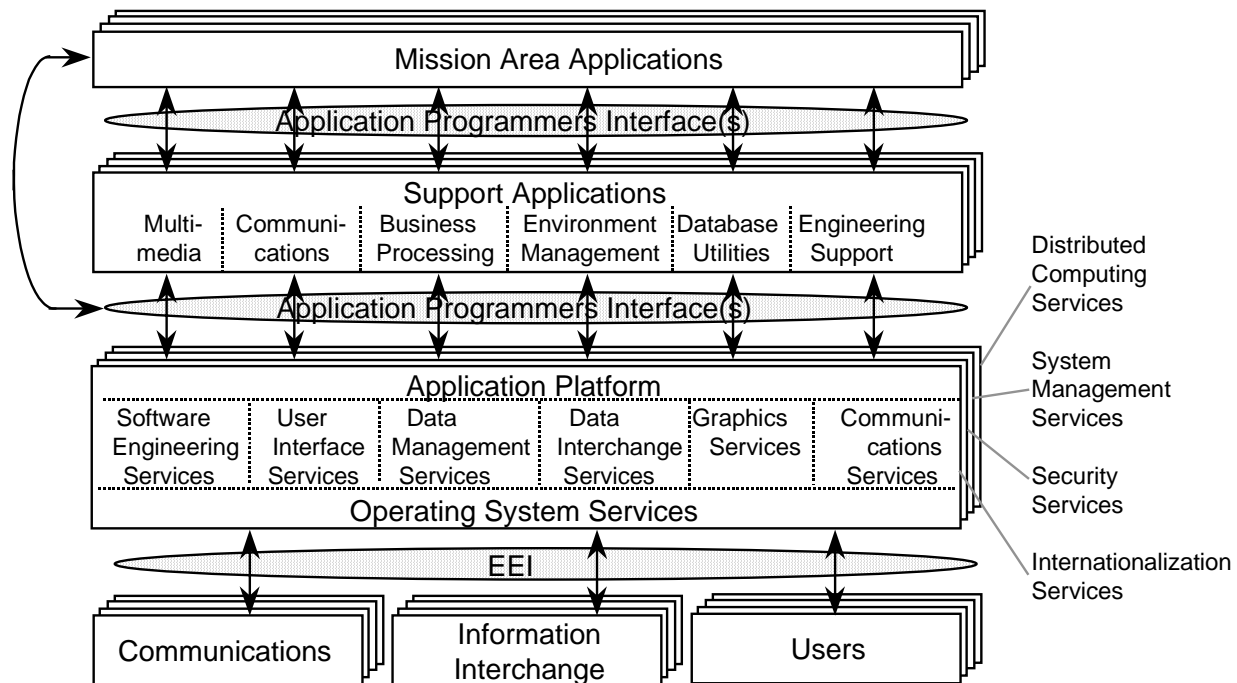 Mission Area Applications
Application Programmers Interface(s)
Support Applications
Multi-
media
Communi-
cations
Business
Processing
Environment
Management
Database
Utilities
Engineering
Support
Application Programmers Interface(s)
Application Platform
Software
Engineering
Services
User
Interface
Services
Data
Management
Services
Data
Interchange
Services
Graphics
Services
Communi-
cations
Services
Operating System Services
Distributed
Computing
Services
System
Management
Services
Security
Services
Internationalization
Services
EEI
Communications
Information
Interchange
Users